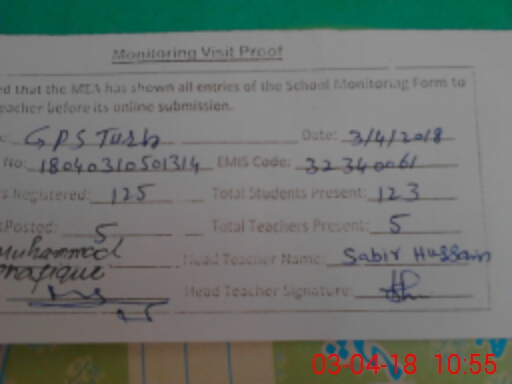 Monitoring Visit Proof
ed that the MEA has shown all entries of the School Monitoring Form to
eacher before its online submission.
GPS Turb Date: 3/4/2018
No: 18040310501314 EMIS Code: 32340061
s Registered: 125 Total Students Present: 123
Posted: 5 Total Teachers Present: 5
Muhammad
Head Teacher Name: Sabir Hussain
Head Teacher Signature:
03-04-18 10:55